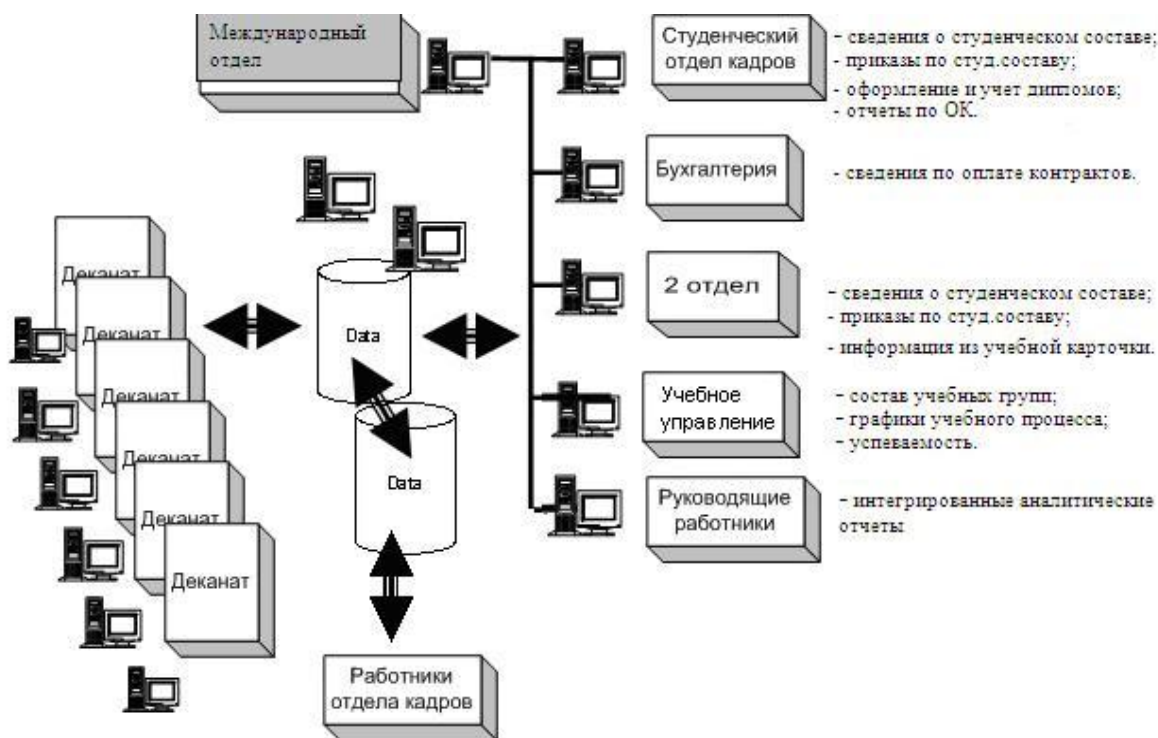 Международный
отдел
Студенческий
отдел кадров
- сведения о студенческом составе;
- приказы по студ.составу;
- оформление и учет дипломов;
- отчеты по ОК.
Бухгалтерия
- сведения по оплате контрактов.
2 отдел
- сведения о студенческом составе;
- приказы по студ.составу;
- информация из учебной карточки.
Учебное
управление
- состав учебных групп;
- графики учебного процесса;
- успеваемость.
Руководящие
работники
- интегрированные аналитические
отчеты
Деканат
Деканат
Деканат
Деканат
Деканат
Деканат
Data
Data
Работники
отдела кадров